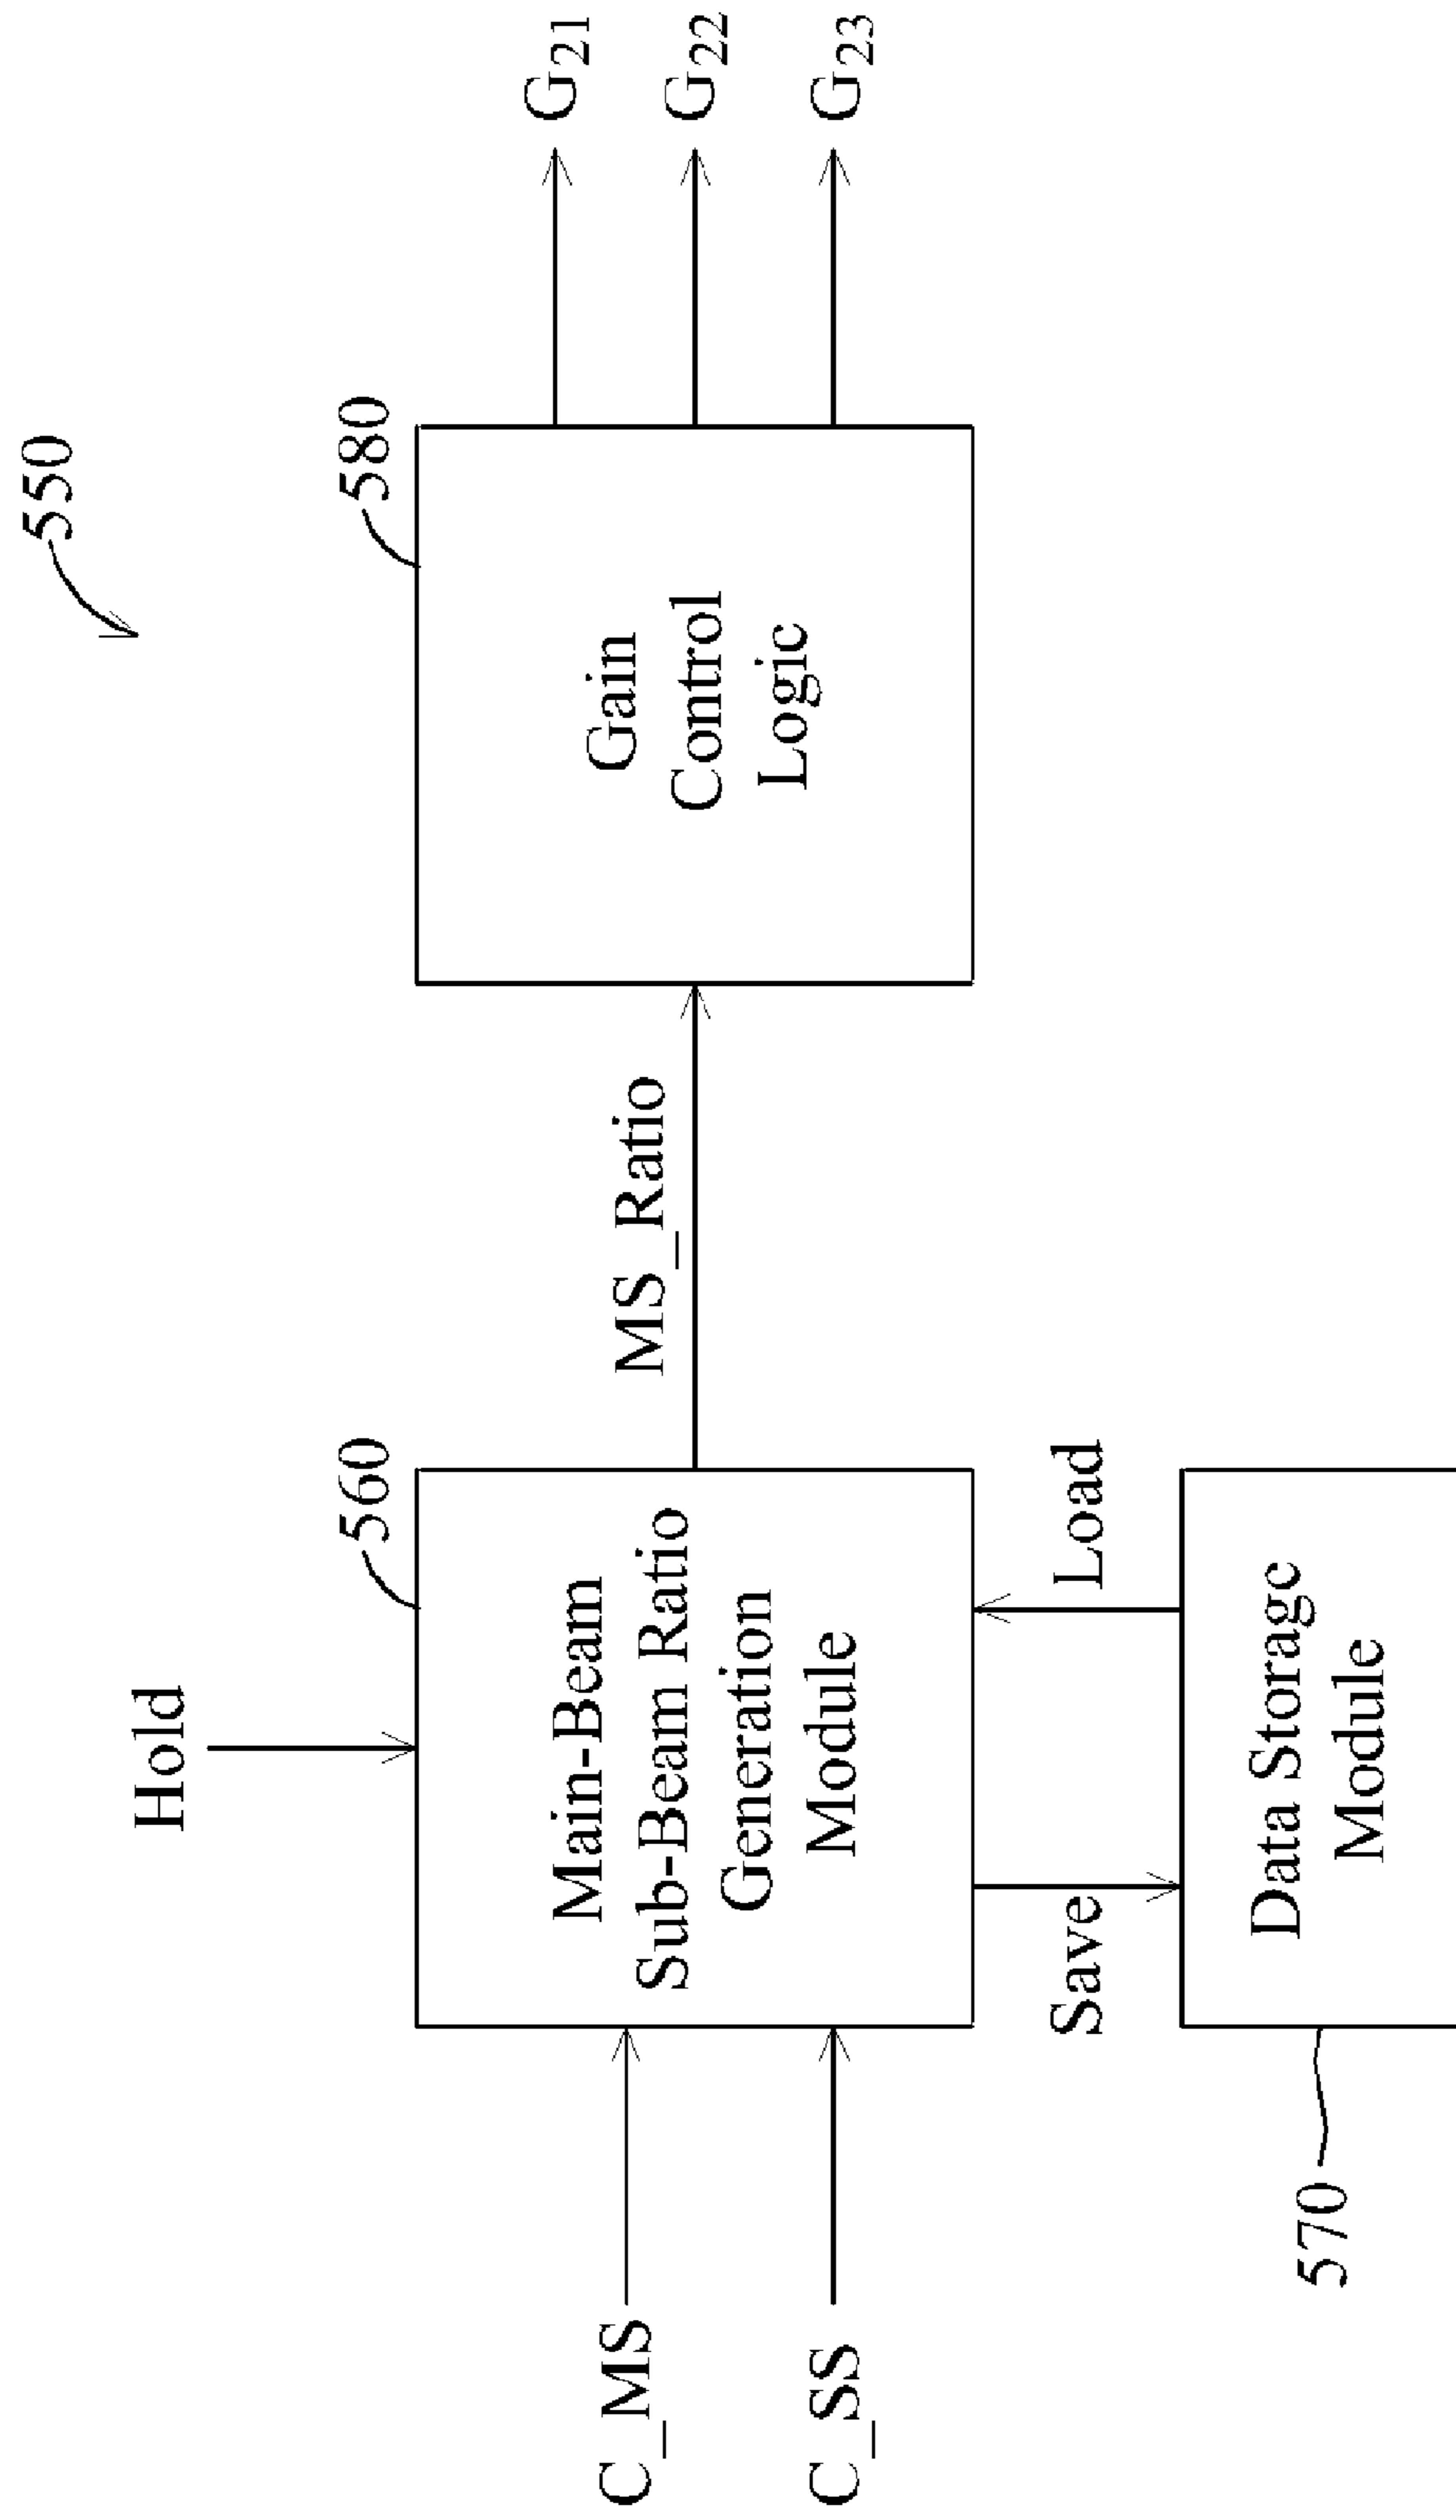 550
Hold
560
580
C_MS
C_SS
Main-Beam
Sub-Beam Ratio
Generation
Module
MS_Ratio
Gain
Control
Logic
G21
G22
G23
Save
Load
570
Data Storage
Module